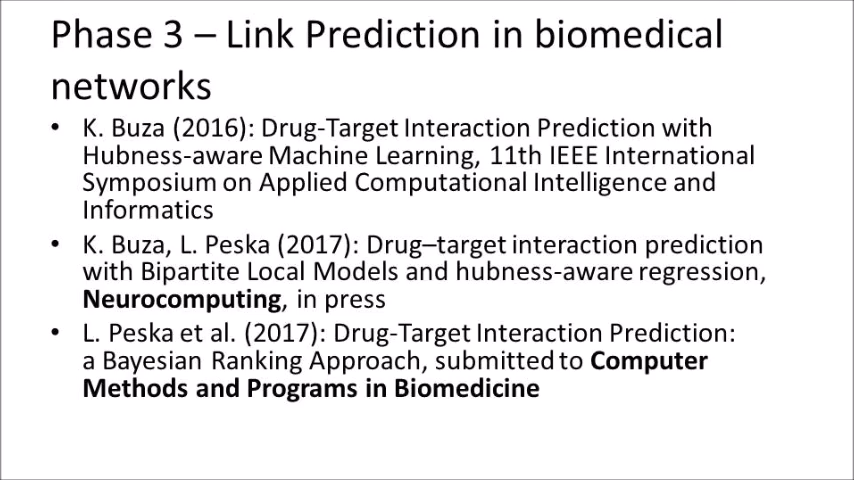 Phase 3 – Link Prediction in biomedical
networks
• K. Buza (2016): Drug-Target Interaction Prediction with
Hubness-aware Machine Learning, 11th IEEE International
Symposium on Applied Computational Intelligence and
Informatics
• K. Buza, L. Peska (2017): Drug–target interaction prediction
with Bipartite Local Models and hubness-aware regression,
Neurocomputing, in press
• L. Peska et al. (2017): Drug-Target Interaction Prediction:
a Bayesian Ranking Approach, submitted to Computer
Methods and Programs in Biomedicine